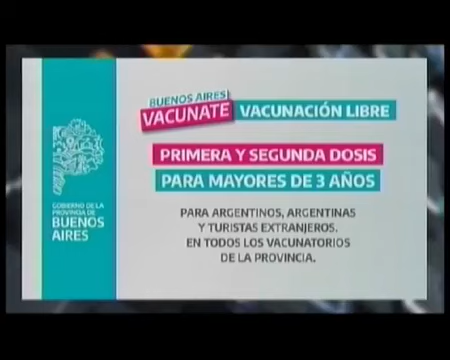 BUENOS AIRES
VACUNATE
VACUNACIÓN LIBRE
PRIMERA Y SEGUNDA DOSIS
PARA MAYORES DE 3 AÑOS
PARA ARGENTINOS, ARGENTINAS
Y TURISTAS EXTRANJEROS.
EN TODOS LOS VACUNATORIOS
DE LA PROVINCIA.
GOBIERNO DE LA
PROVINCIA DE
BUENOS
AIRES